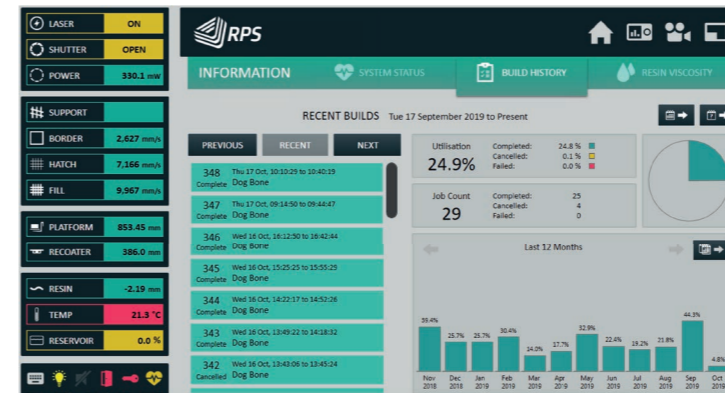 LASER ON
SHUTTER OPEN
POWER 330.1 mW
SUPPORT
BORDER 2,627 mm/s
HATCH 7,166 mm/s
FILL 9,967 mm/s
PLATFORM 853.45 mm
RECOATER 386.0 mm
RESIN -2.19 mm
TEMP 21.3 °C
RESERVOIR 0.0 %
RPS
INFORMATION SYSTEM STATUS BUILD HISTORY RESIN VISCOSITY
RECENT BUILDS Tue 17 September 2019 to Present
PREVIOUS RECENT NEXT
348 Thu 17 Oct, 10:10:29 to 10:40:19
Complete Dog Bone
347 Thu 17 Oct, 09:14:50 to 09:44:47
Complete Dog Bone
346 Wed 16 Oct, 16:12:50 to 16:42:44
Complete Dog Bone
345 Wed 16 Oct, 15:25:25 to 15:55:29
Complete Dog Bone
344 Wed 16 Oct, 14:22:17 to 14:52:26
Complete Dog Bone
343 Wed 16 Oct, 13:49:22 to 14:18:32
Complete Dog Bone
342 Wed 16 Oct, 13:43:06 to 13:45:24
Cancelled Dog Bone
Utilisation
24.9%
Completed: 24.8 %
Cancelled: 0.1 %
Failed: 0.0 %
Job Count
29
Completed: 25
Cancelled: 4
Failed: 0
Last 12 Months
39.4% 25.7% 25.7% 30.4% 14.0% 17.7% 32.9% 22.4% 19.2% 21.8% 44.3% 4.8%
Nov Dec Jan Feb Mar Apr May Jun Jul Aug Sep Oct
2018 2018 2019 2019 2019 2019 2019 2019 2019 2019 2019 2019